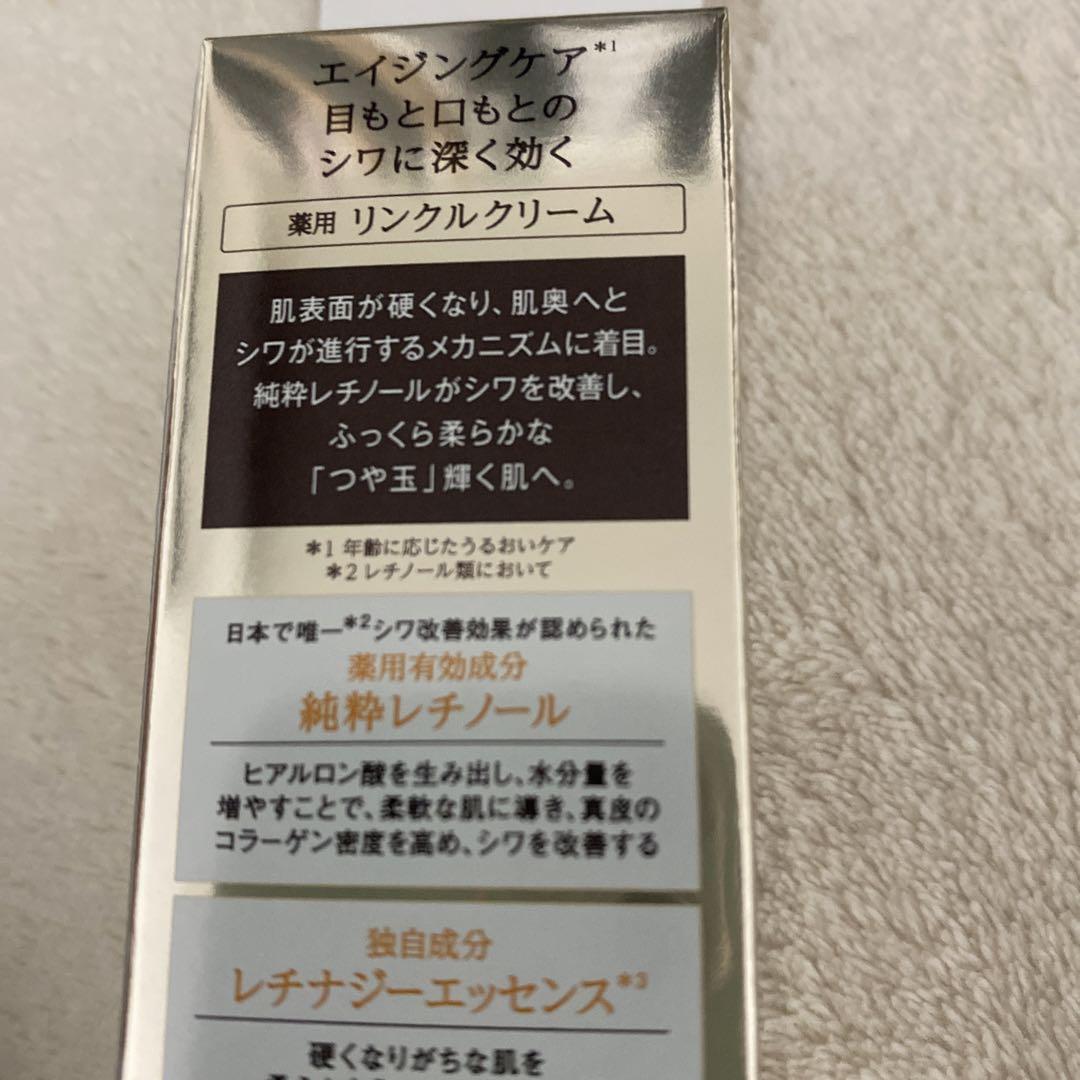 エイジングケア*1
目もと口もとの
シワに深く効く
薬用 リンクルクリーム
肌表面が硬くなり、肌奥へと
シワが進行するメカニズムに着目。
純粋レチノールがシワを改善し、
ふっくら柔らかな
「つや玉」輝く肌へ。
*1 年齢に応じたうるおいケア
*2 レチノール類において
日本で唯一*2シワ改善効果が認められた
薬用有効成分
純粋レチノール
ヒアルロン酸を生み出し、水分量を
増やすことで、柔軟な肌に導き、真皮の
コラーゲン密度を高め、シワを改善する
独自成分
レチナジーエッセンス*3
硬くなりがちな肌を